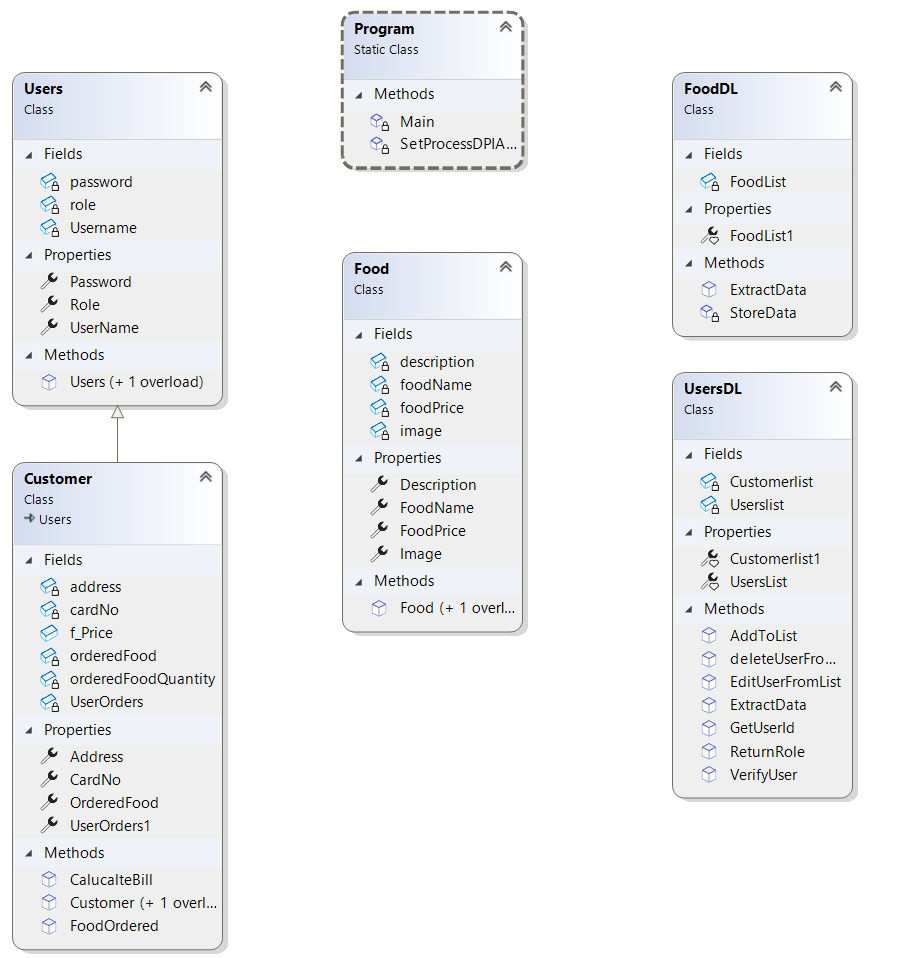 Program
Static Class
Methods
Main
SetProcessDPIA...
Users
Class
Fields
password
role
Username
Properties
Password
Role
UserName
Methods
Users (+ 1 overload)
Customer
Class
Users
Fields
address
cardNo
f_Price
orderedFood
orderedFoodQuantity
UserOrders
Properties
Address
CardNo
OrderedFood
UserOrders1
Methods
CalucalteBill
Customer (+ 1 overl...
FoodOrdered
Food
Class
Fields
description
foodName
foodPrice
image
Properties
Description
FoodName
FoodPrice
Image
Methods
Food (+ 1 overl...
FoodDL
Class
Fields
FoodList
Properties
FoodList1
Methods
ExtractData
StoreData
UsersDL
Class
Fields
Customerlist
Userslist
Properties
Customerlist1
UsersList
Methods
AddToList
deleteUserFro...
EditUserFromList
ExtractData
GetUserId
ReturnRole
VerifyUser